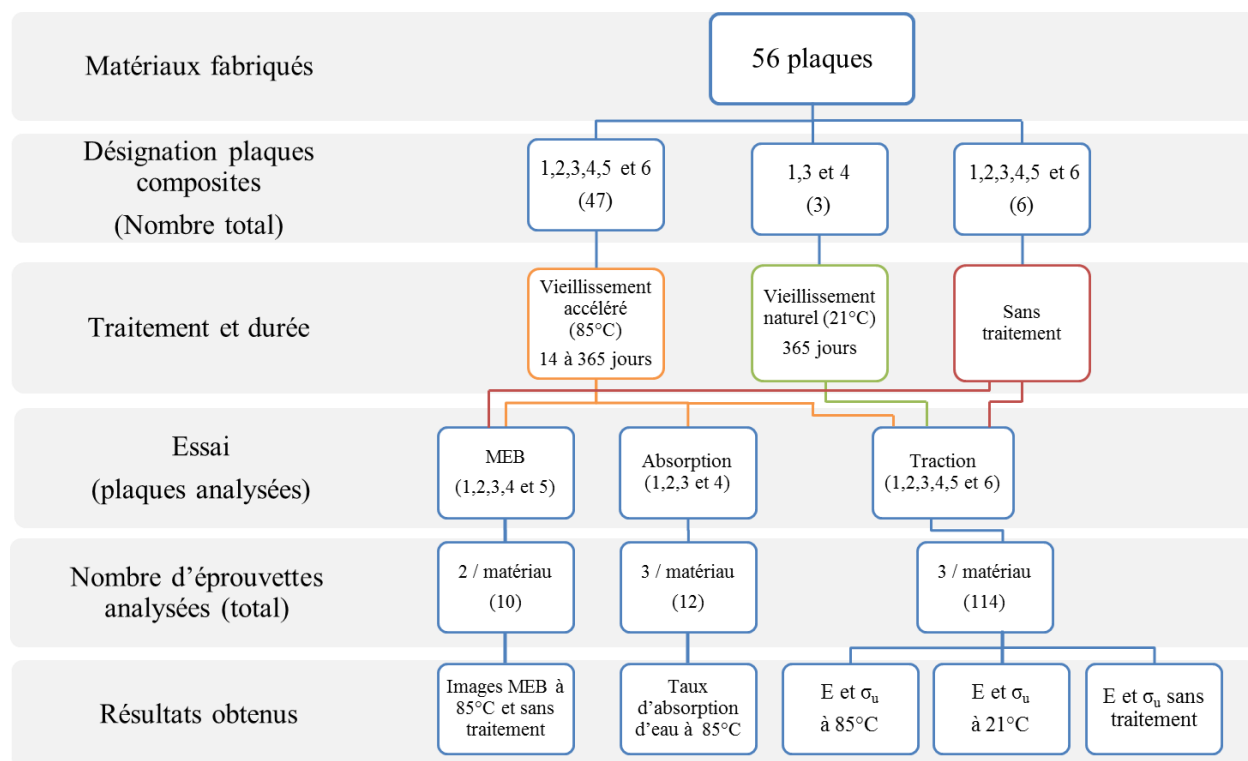 Matériaux fabriqués
56 plaques
Désignation plaques
composites
(Nombre total)
1,2,3,4,5 et 6
(47)
1,3 et 4
(3)
1,2,3,4,5 et 6
(6)
Traitement et durée
Vieillissement
accéléré
(85°C)
14 à 365 jours
Vieillissement
naturel (21°C)
365 jours
Sans
traitement
Essai
(plaques analysées)
MEB
(1,2,3,4 et 5)
Absorption
(1,2,3 et 4)
Traction
(1,2,3,4,5 et 6)
Nombre d’éprouvettes
analysées (total)
2 / matériau
(10)
3 / matériau
(12)
3 / matériau
(114)
Résultats obtenus
Images MEB à
85°C et sans
traitement
Taux
d’absorption
d’eau à 85°C
E et σu
à 85°C
E et σu
à 21°C
E et σu sans
traitement